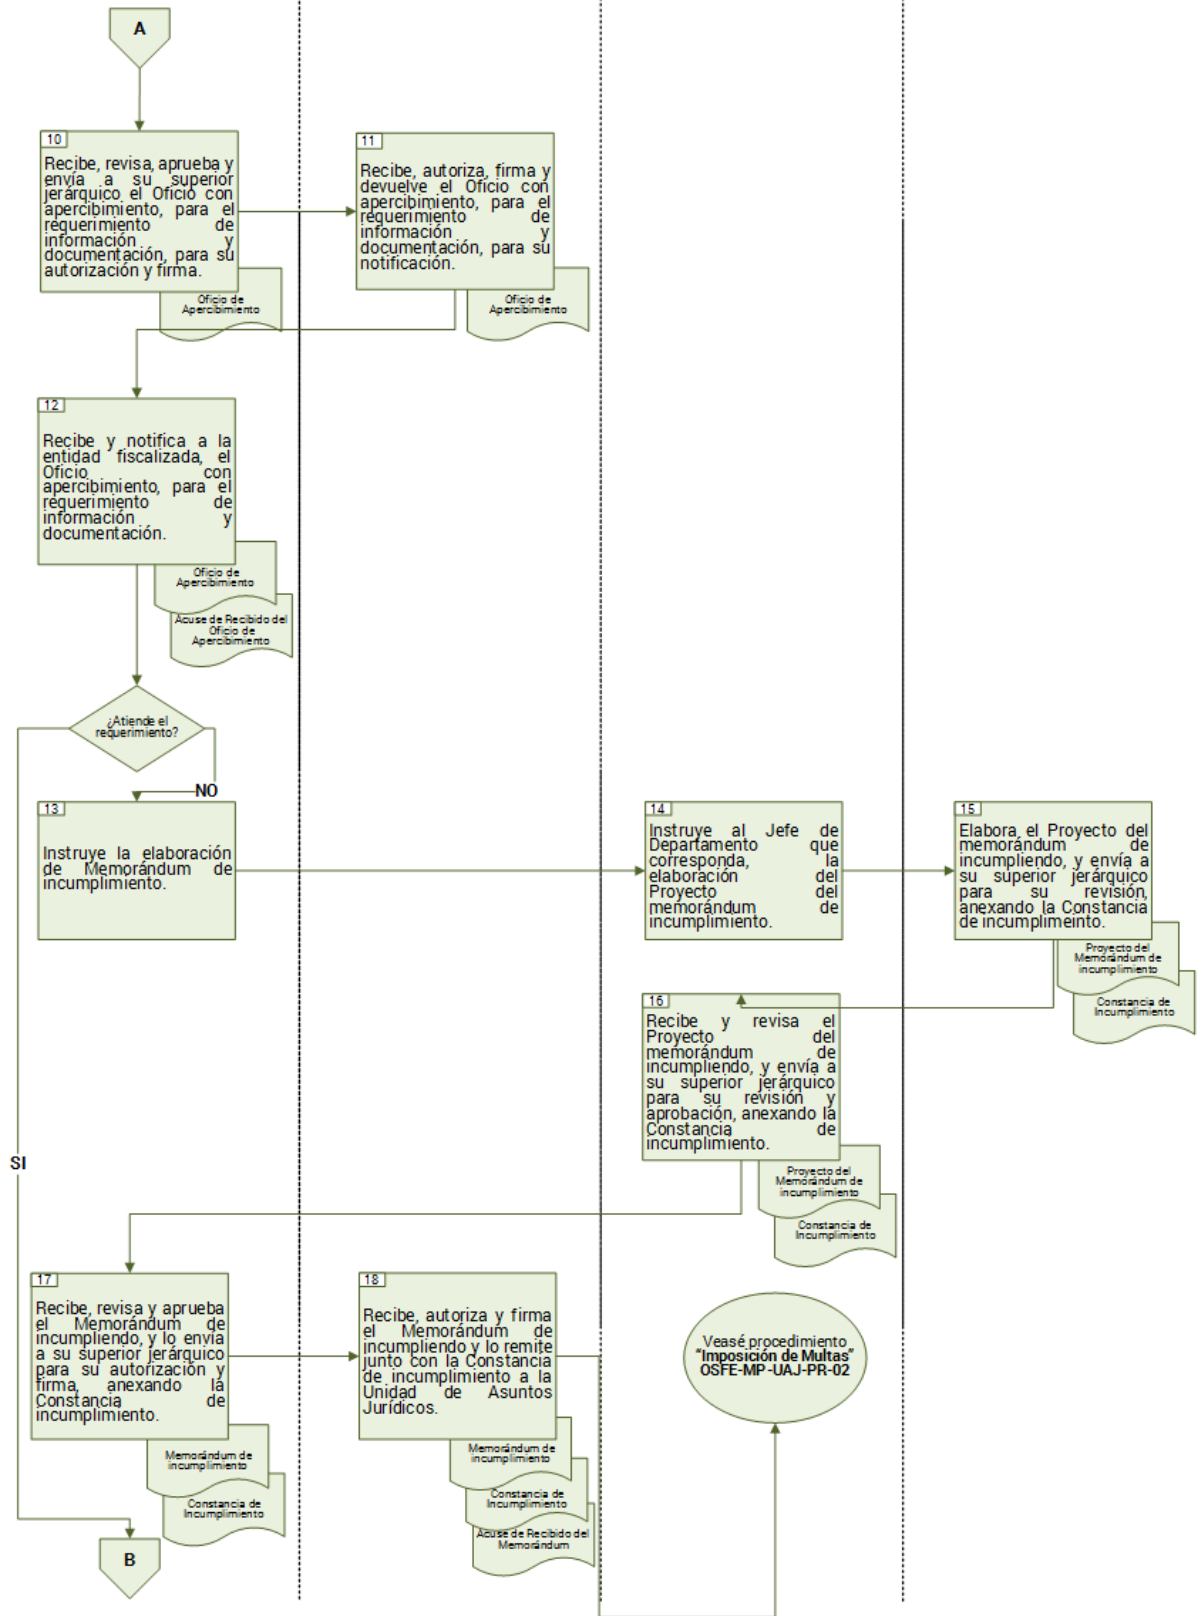 A
10
Recibe, revisa, aprueba y
envía a su superior
jerárquico el Oficio con
apercibimiento, para el
requerimiento de
información y
documentación, para su
autorización y firma.
Oficio de
Apercibimiento
11
Recibe, autoriza, firma y
devuelve el Oficio con
apercibimiento, para el
requerimiento de
información y
documentación, para su
notificación.
Oficio de
Apercibimiento
12
Recibe y notifica a la
entidad fiscalizada, el
Oficio con
apercibimiento, para el
requerimiento de
información y
documentación.
Oficio de
Apercibimiento
Acuse de Recibido del
Oficio de
Apercibimiento
¿Atiende el
requerimiento?
NO
13
Instruye la elaboración
de Memorándum de
incumplimiento.
14
Instruye al Jefe de
Departamento que
corresponda, la
elaboración del
Proyecto del
memorándum de
incumplimiento.
15
Elabora el Proyecto del
memorándum de
incumpliendo, y envía a
su superior jerárquico
para su revisión,
anexando la Constancia
de incumplimeinto.
Proyecto del
Memorándum de
incumplimiento
Constancia de
Incumplimiento
16
Recibe y revisa el
Proyecto del
memorándum de
incumpliendo, y envía a
su superior jerárquico
para su revisión y
aprobación, anexando la
Constancia de
incumplimiento.
Proyecto del
Memorándum de
incumplimiento
Constancia de
Incumplimiento
SI
17
Recibe, revisa y aprueba
el Memorándum de
incumpliendo, y lo envía
a su superior jerárquico
para su autorización y
firma, anexando la
Constancia de
incumplimiento.
Memorándum de
incumplimiento
Constancia de
Incumplimiento
18
Recibe, autoriza y firma
el Memorándum de
incumpliendo y lo remite
junto con la Constancia
de incumplimiento a la
Unidad de Asuntos
Jurídicos.
Memorándum de
incumplimiento
Constancia de
Incumplimiento
Acuse de Recibido del
Memorándum
Veasé procedimiento
"Imposición de Multas"
OSFE-MP-UAJ-PR-02
B